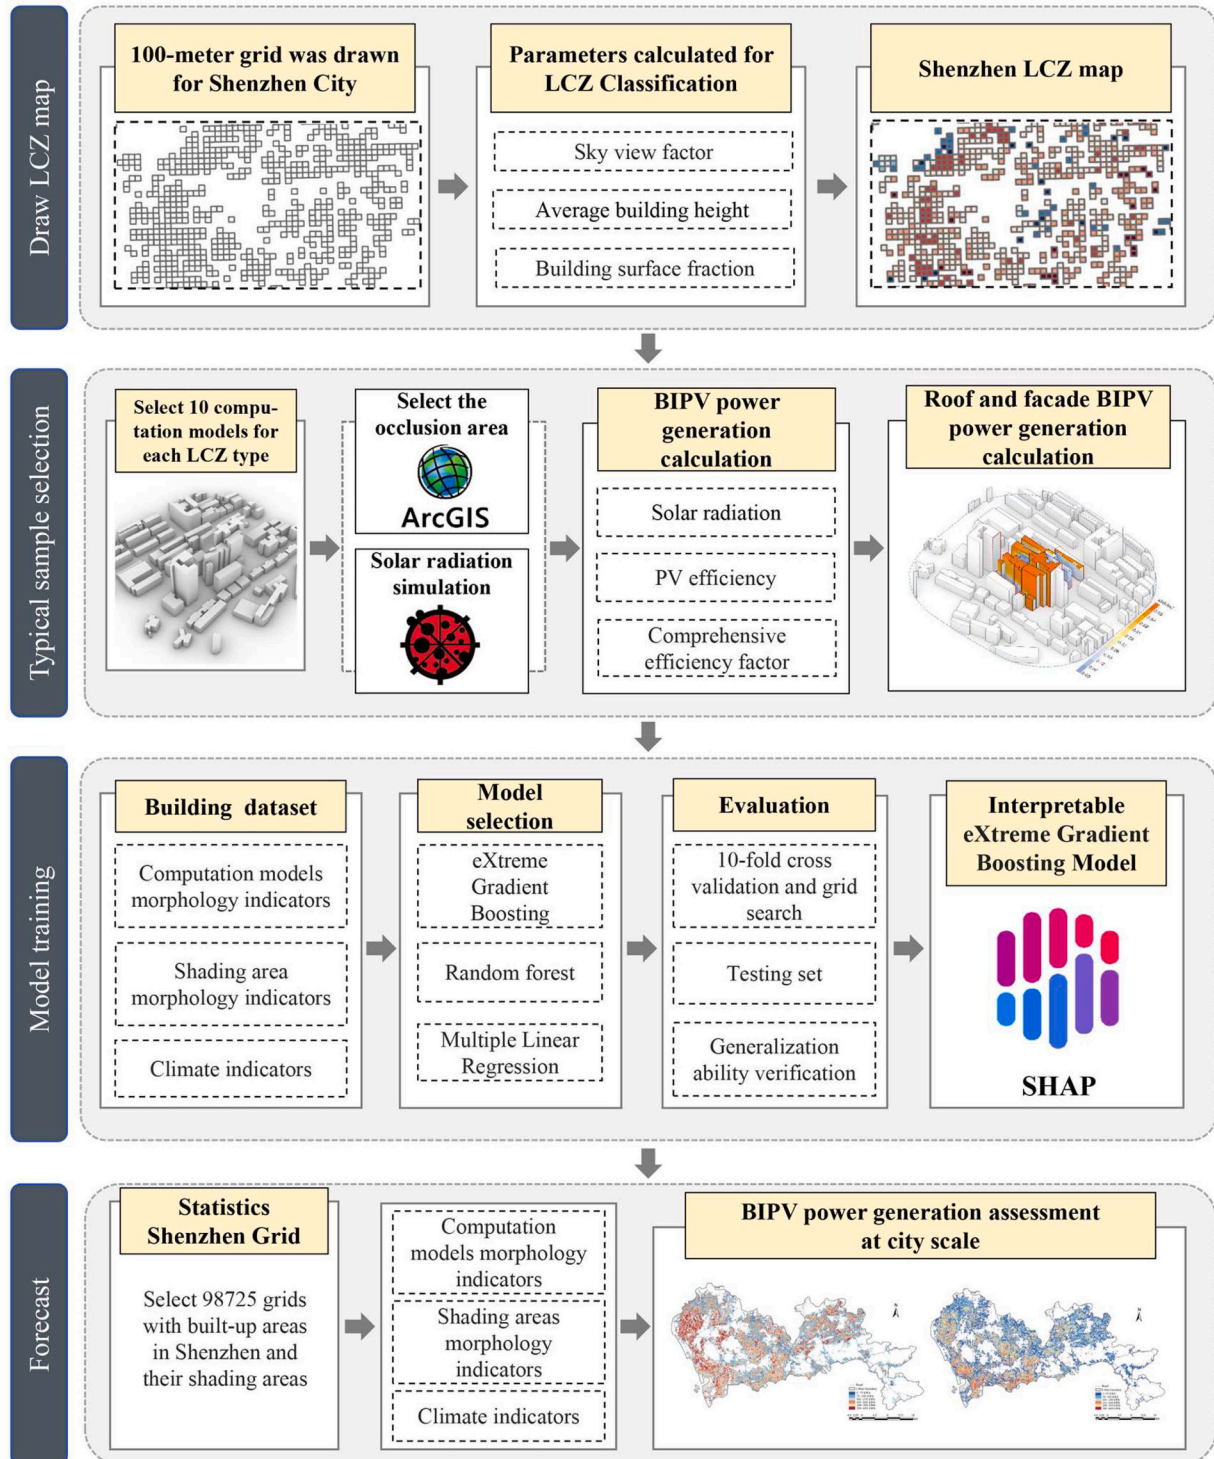 Draw LCZ map
100-meter grid was drawn
for Shenzhen City
Parameters calculated for
LCZ Classification
Sky view factor
Average building height
Building surface fraction
Shenzhen LCZ map
Typical sample selection
Select 10 compu-
tation models for
each LCZ type
Select the
occlusion area
ArcGIS
Solar radiation
simulation
BIPV power
generation
calculation
Solar radiation
PV efficiency
Comprehensive
efficiency factor
Roof and facade BIPV
power generation
calculation
Model training
Building dataset
Computation models
morphology indicators
Shading area
morphology indicators
Climate indicators
Model
selection
eXtreme
Gradient
Boosting
Random forest
Multiple Linear
Regression
Evaluation
10-fold cross
validation and grid
search
Testing set
Generalization
ability verification
Interpretable
eXtreme Gradient
Boosting Model
SHAP
Forecast
Statistics
Shenzhen Grid
Select 98725 grids
with built-up areas
in Shenzhen and
their shading areas
Computation
models morphology
indicators
Shading areas
morphology
indicators
Climate indicators
BIPV power generation assessment
at city scale